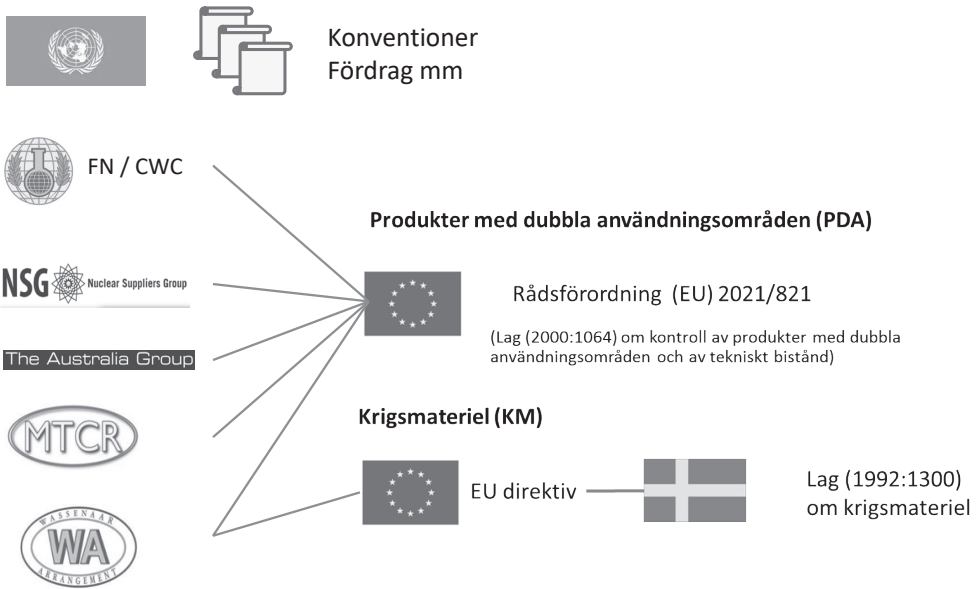 Konventioner
Fördrag mm
FN / CWC
Produkter med dubbla användningsområden (PDA)
NSG Nuclear Suppliers Group
Rådsförordning (EU) 2021/821
(Lag (2000:1064) om kontroll av produkter med dubbla
användningsområden och av tekniskt bistånd)
The Australia Group
Krigsmateriel (KM)
MTCR
EU direktiv
Lag (1992:1300)
om krigsmateriel
WASSENAAR
WA
ARRANGEMENT